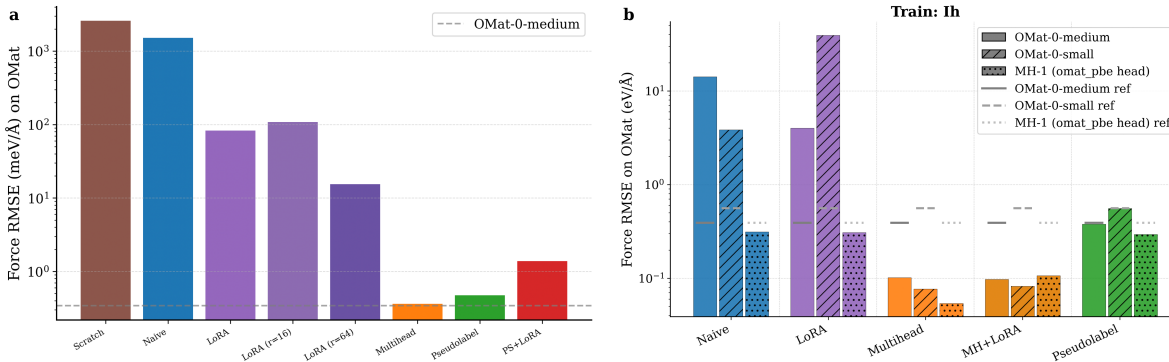 a
Force RMSE (meV/Å) on OMat
10³
10²
10¹
10⁰
OMat-0-medium
Scratch
Naive
LoRA
LoRA (r=16)
LoRA (r=64)
Multihead
Pseudolabel
PS+LoRA
b
Train: Ih
Force RMSE on OMat (eV/Å)
10¹
10⁰
10⁻¹
OMat-0-medium
OMat-0-small
MH-1 (omat_pbe head)
OMat-0-medium ref
OMat-0-small ref
MH-1 (omat_pbe head) ref
Naive
LoRA
Multihead
MH+LoRA
Pseudolabel